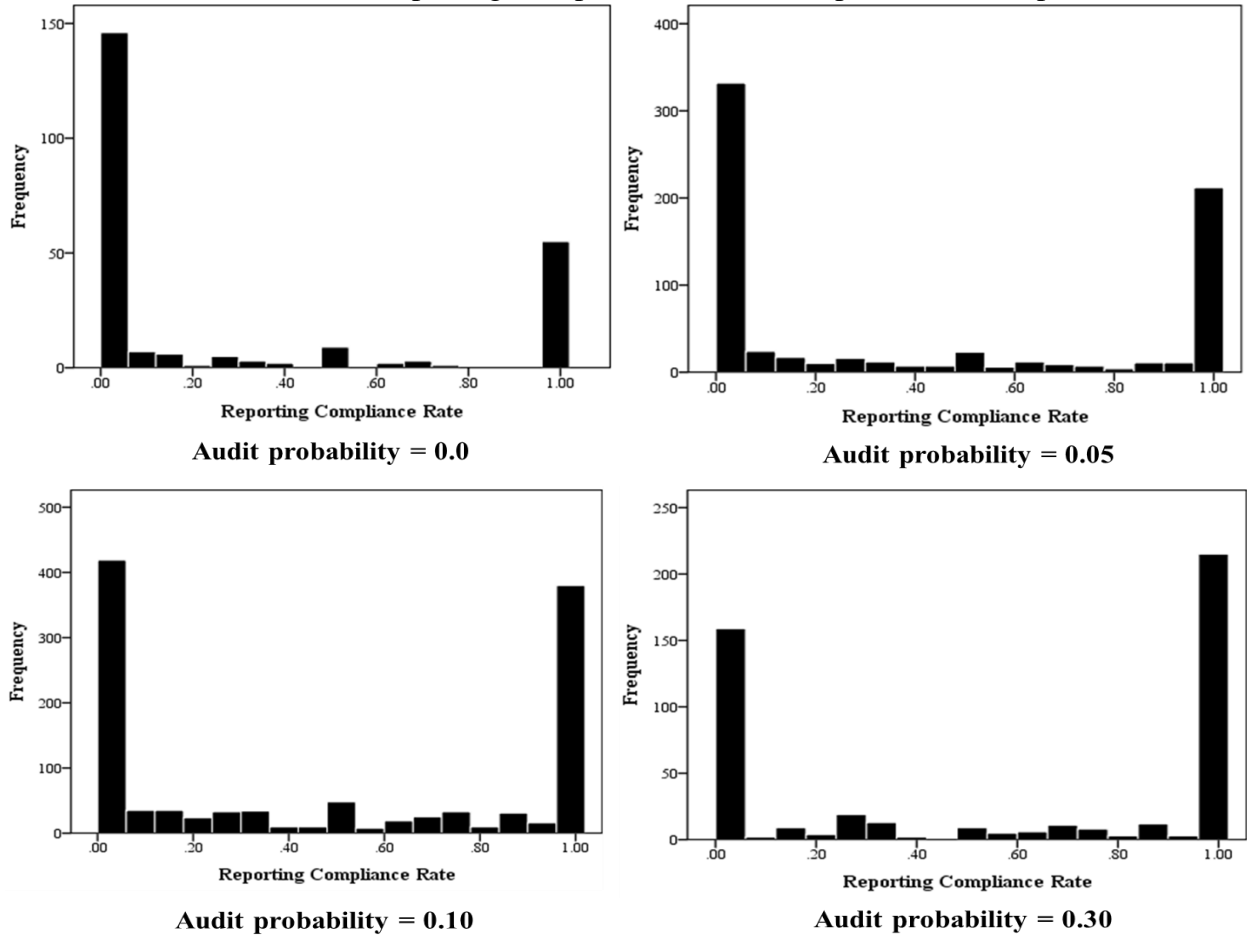 150
100
50
0
Frequency
.00 .20 .40 .60 .80 1.00
Reporting Compliance Rate
Audit probability = 0.0
400
300
200
100
0
Frequency
.00 .20 .40 .60 .80 1.00
Reporting Compliance Rate
Audit probability = 0.05
500
400
300
200
100
0
Frequency
.00 .20 .40 .60 .80 1.00
Reporting Compliance Rate
Audit probability = 0.10
250
200
150
100
50
0
Frequency
.00 .20 .40 .60 .80 1.00
Reporting Compliance Rate
Audit probability = 0.30